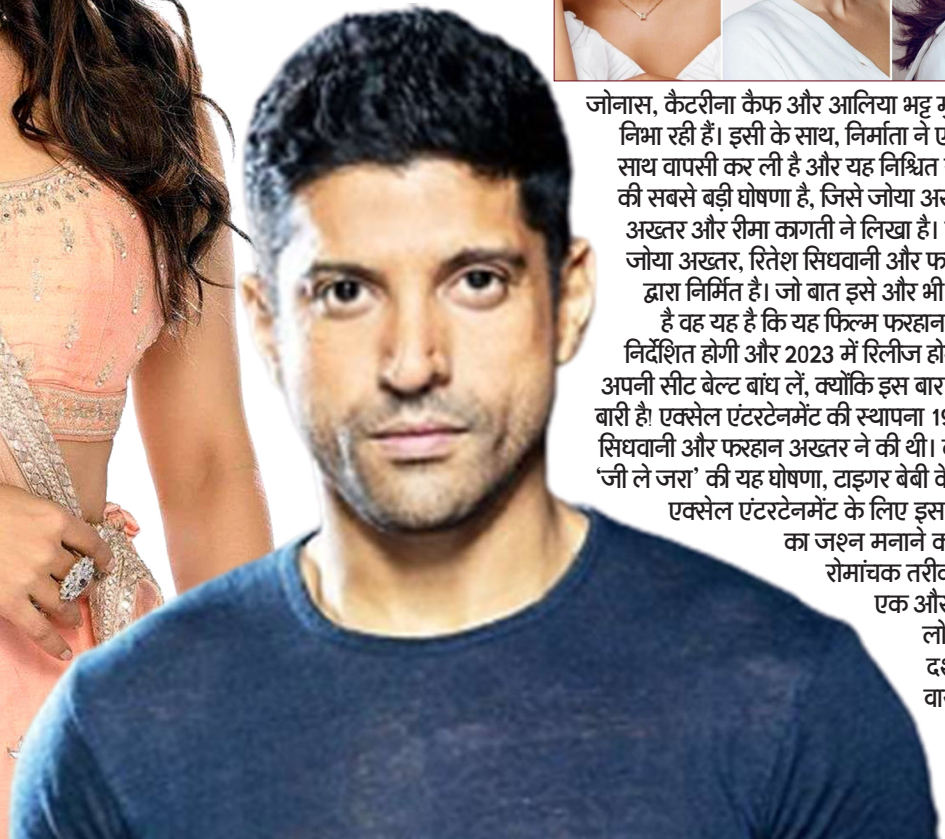 जोनास, कैटरीना कैफ और आलिया भट्ट
निभा रही हैं। इसी के साथ, निर्माता ने
साथ वापसी कर ली है और यह निश्चित
की सबसे बड़ी घोषणा है, जिसे जोया
अख्तर और रीमा कागती ने लिखा है।
जोया अख्तर, रितेश सिधवानी और
द्वारा निर्मित है। जो बात इसे और भी
है वह यह है कि यह फिल्म फरहान
निर्देशित होगी और 2023 में रिलीज
अपनी सीट बेल्ट बांध लें, क्योंकि इस बार
बारी है! एक्सेल एंटरटेनमेंट की स्थापना
सिधवानी और फरहान अख्तर ने की थी।
‘जी ले जरा’ की यह घोषणा, टाइगर बेबी
एक्सेल एंटरटेनमेंट के लिए
का जश्न मनाने
रोमांचक
एक और